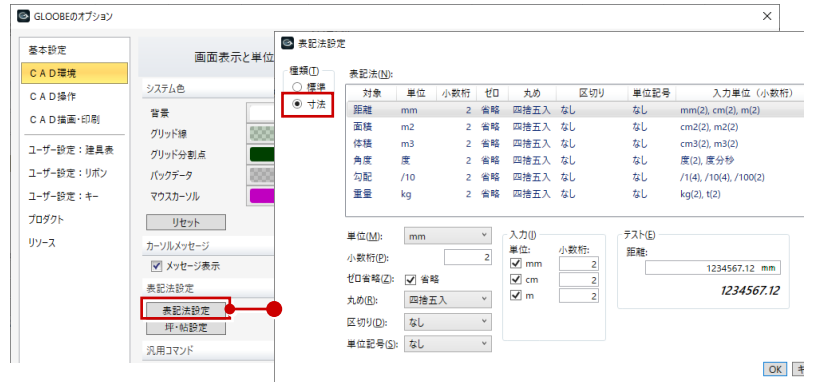 GLOOBEのオプション
基本設定
CAD環境
CAD操作
CAD描画・印刷
ユーザー設定：建具表
ユーザー設定：リボン
ユーザー設定：キー
プロダクト
リソース
画面表示と単位
システム色
背景
グリッド線
グリッド分割点
バックデータ
マウスカーソル
リセット
カーソルメッセージ
メッセージ表示
表記法設定
表記法設定
坪・帖設定
汎用コマンド
表記法設定
種類(T)
標準
寸法
表記法(N):
対象 単位 小数桁 ゼロ 丸め 区切り 単位記号 入力単位（小数桁）
距離 mm 2 省略 四捨五入 なし なし mm(2), cm(2), m(2)
面積 m2 2 省略 四捨五入 なし なし cm2(2), m2(2)
体積 m3 2 省略 四捨五入 なし なし cm3(2), m3(2)
角度 度 2 省略 四捨五入 なし なし 度(2), 度分秒
勾配 /10 2 省略 四捨五入 なし なし /1(4), /10(4), /100(2)
重量 kg 2 省略 四捨五入 なし なし kg(2), t(2)
単位(M): mm
小数桁(P): 2
ゼロ省略(Z): 省略
丸め(R): 四捨五入
区切り(D): なし
単位記号(S): なし
入力(I)
単位: 小数桁:
mm 2
cm 2
m 2
テスト(E)
距離:
1234567.12 mm
1234567.12
OK